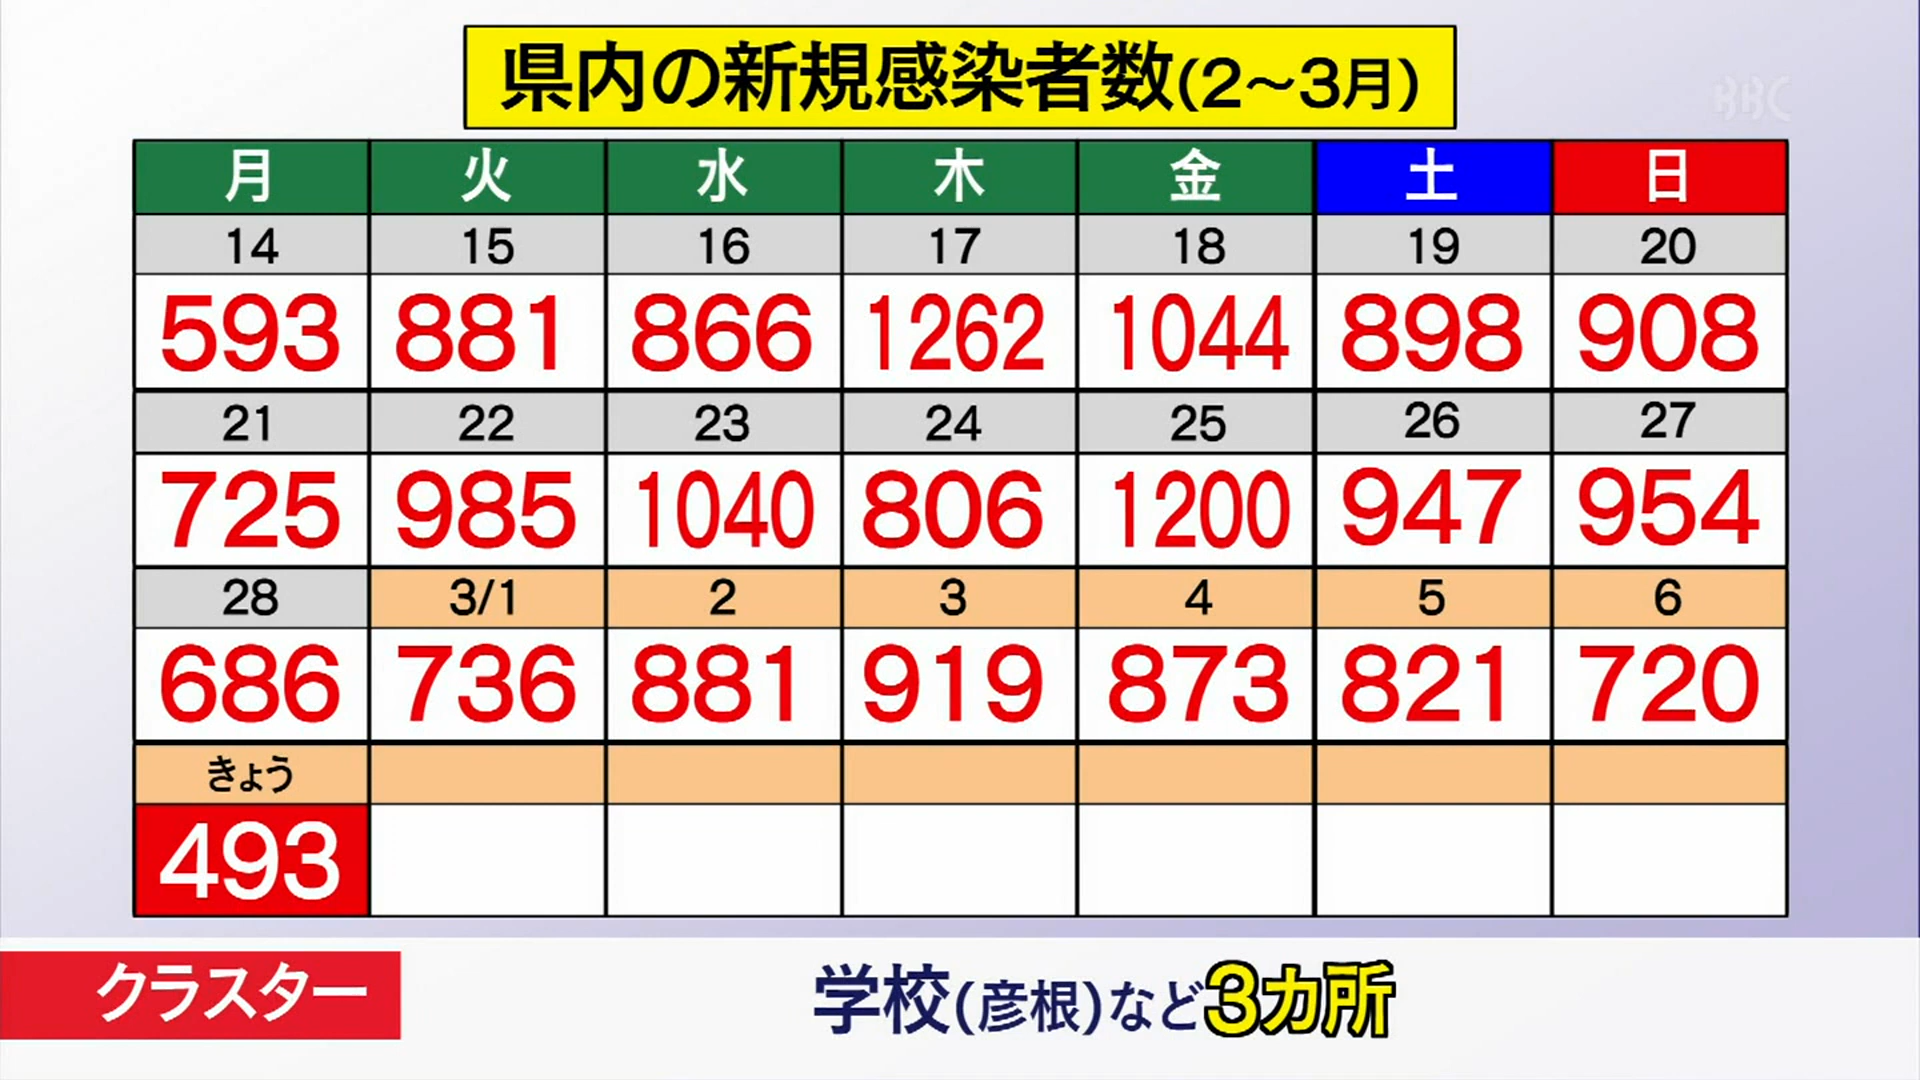 県内の新規感染者数(2～3月)
BBC
月 火 水 木 金 土 日
14 15 16 17 18 19 20
593 881 866 1262 1044 898 908
21 22 23 24 25 26 27
725 985 1040 806 1200 947 954
28 3/1 2 3 4 5 6
686 736 881 919 873 821 720
きょう
493
クラスター 学校(彦根)など3カ所